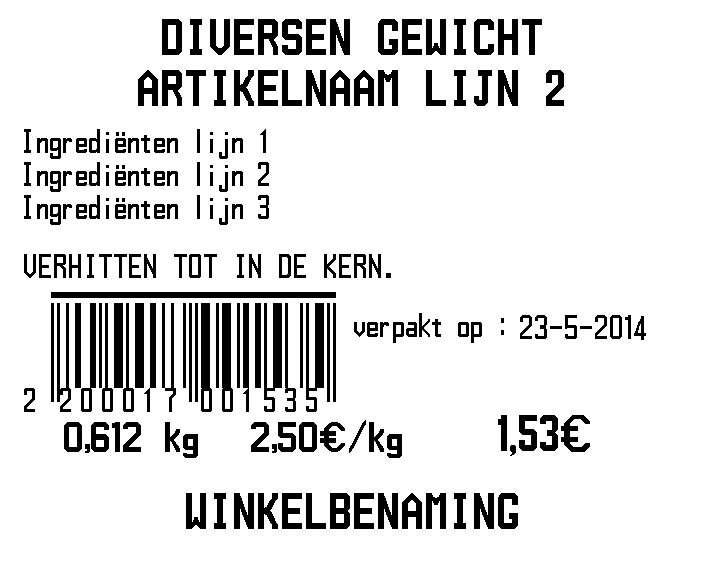 DIVERSEN GEWICHT
ARTIKELNAAM LIJN 2
Ingrediënten lijn 1
Ingrediënten lijn 2
Ingrediënten lijn 3
VERHITTEN TOT IN DE KERN.
verpakt op : 23-5-2014
2 200017 001535
0,612 kg 2,50€/kg 1,53€
WINKELBENAMING